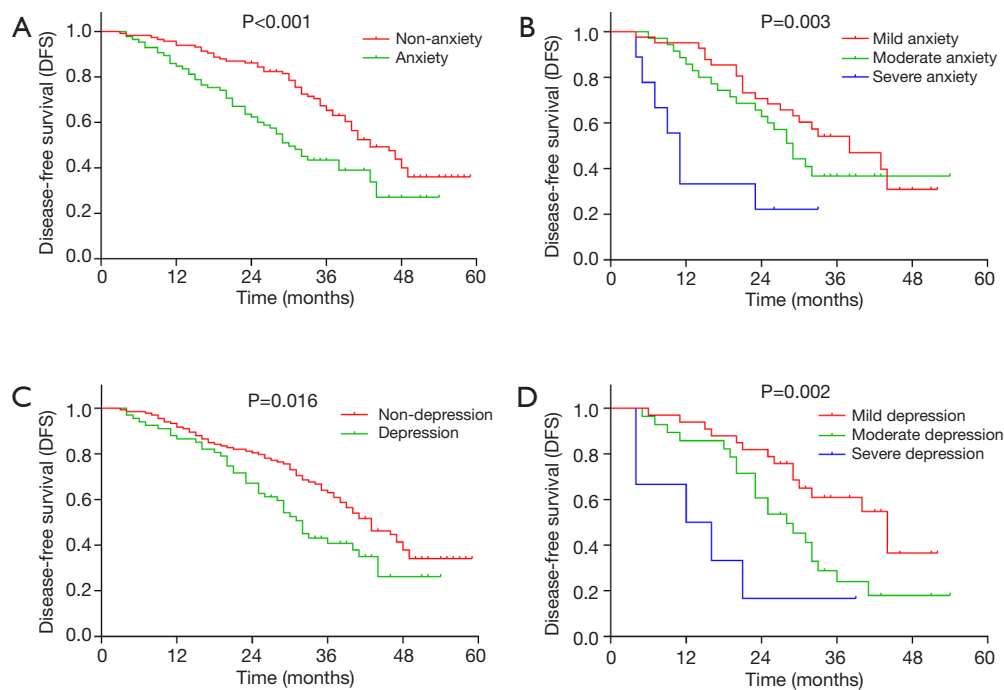 A
P<0.001
Non-anxiety
Anxiety
Disease-free survival (DFS)
1.0
0.8
0.6
0.4
0.2
0.0
0 12 24 36 48 60
Time (months)
B
P=0.003
Mild anxiety
Moderate anxiety
Severe anxiety
Disease-free survival (DFS)
1.0
0.8
0.6
0.4
0.2
0.0
0 12 24 36 48 60
Time (months)
C
P=0.016
Non-depression
Depression
Disease-free survival (DFS)
1.0
0.8
0.6
0.4
0.2
0.0
0 12 24 36 48 60
Time (months)
D
P=0.002
Mild depression
Moderate depression
Severe depression
Disease-free survival (DFS)
1.0
0.8
0.6
0.4
0.2
0.0
0 12 24 36 48 60
Time (months)